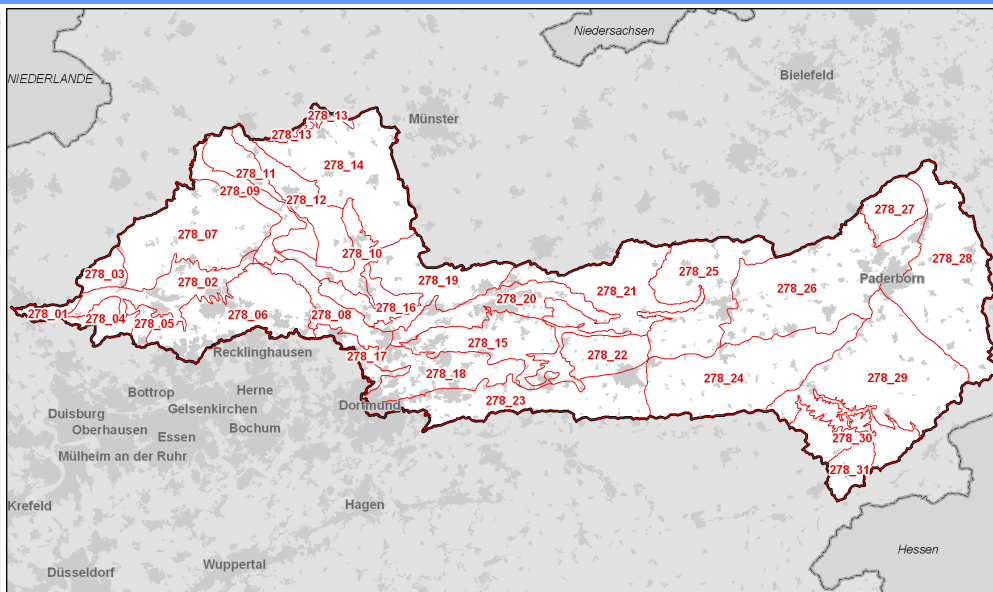 Niedersachsen
NIEDERLANDE
Bielefeld
278_13
Münster
278_13
278_14
278_11
278_09
278_12
278_27
278_07
278_10
278_28
278_03
278_25
Paderborn
278_02
278_19
278_21
278_26
278_20
278_01
278_04
278_05
278_06
278_08
278_16
278_15
Recklinghausen
278_17
278_22
278_18
278_24
278_29
Bottrop
Herne
278_23
Dortmund
Duisburg
Gelsenkirchen
Oberhausen
Bochum
Essen
278_30
Mülheim an der Ruhr
278_31
Krefeld
Hagen
Hessen
Wuppertal
Düsseldorf